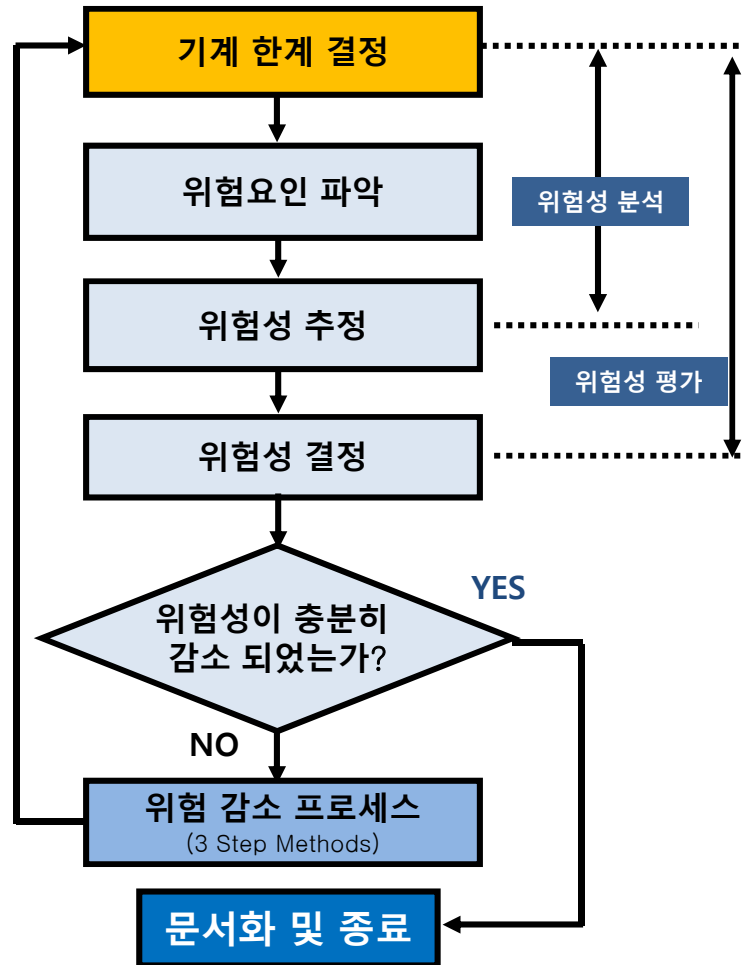 기계 한계 결정
위험요인 파악
위험성 분석
위험성 추정
위험성 평가
위험성 결정
YES
위험성이 충분히
감소 되었는가?
NO
위험 감소 프로세스
(3 Step Methods)
문서화 및 종료